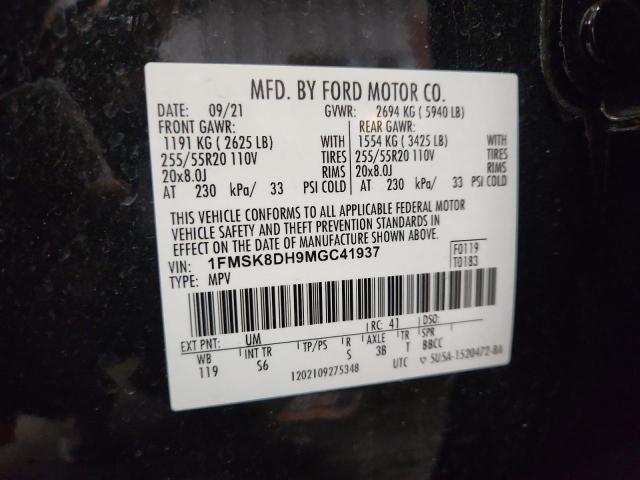 MFD. BY FORD MOTOR CO.
DATE: 09/21 GVWR: 2694 KG ( 5940 LB)
FRONT GAWR: REAR GAWR:
1191 KG ( 2625 LB) WITH 1554 KG ( 3425 LB) WITH
255/55R20 110V TIRES 255/55R20 110V TIRES
20x8.0J RIMS 20x8.0J RIMS
AT 230 kPa/ 33 PSI COLD AT 230 kPa/ 33 PSI COLD
THIS VEHICLE CONFORMS TO ALL APPLICABLE FEDERAL MOTOR
VEHICLE SAFETY AND THEFT PREVENTION STANDARDS IN
EFFECT ON THE DATE OF MANUFACTURE SHOWN ABOVE.
VIN: 1FMSK8DH9MGC41937 F0119
TYPE: MPV T0183
EXT PNT: UM RC: 41 DSO:
WB INT TR TP/PS R AXLE TR SPR
119 S6 S 3B T BBCC
1202109275348 UTC ▽ 5U5A-1520472-BA